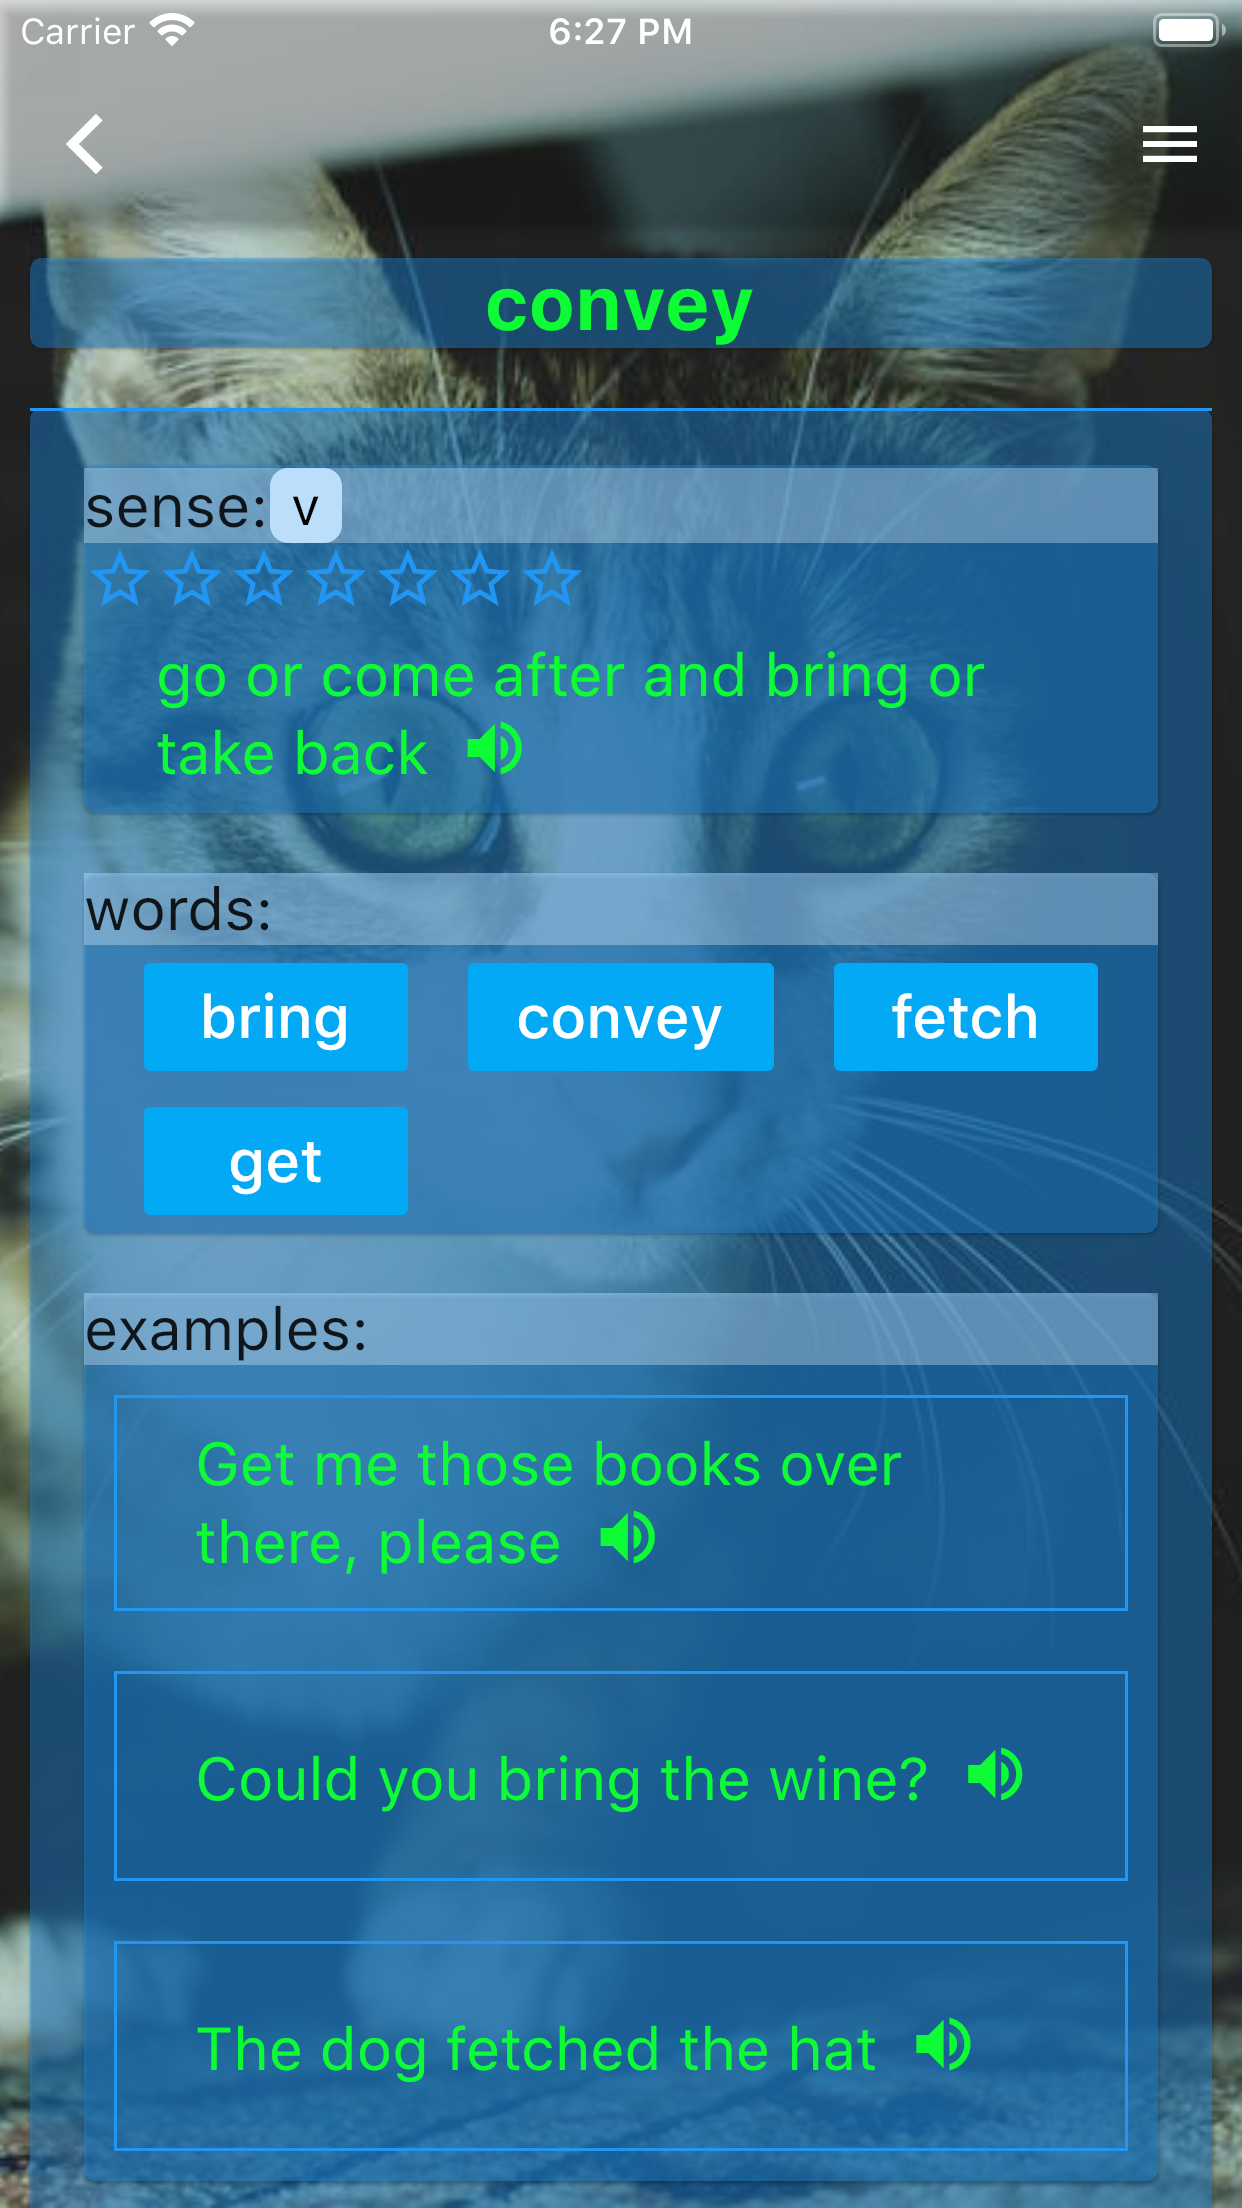 Carrier 6:27 PM
convey
sense: v
go or come after and bring or
take back
words:
bring convey fetch
get
examples:
Get me those books over
there, please
Could you bring the wine?
The dog fetched the hat